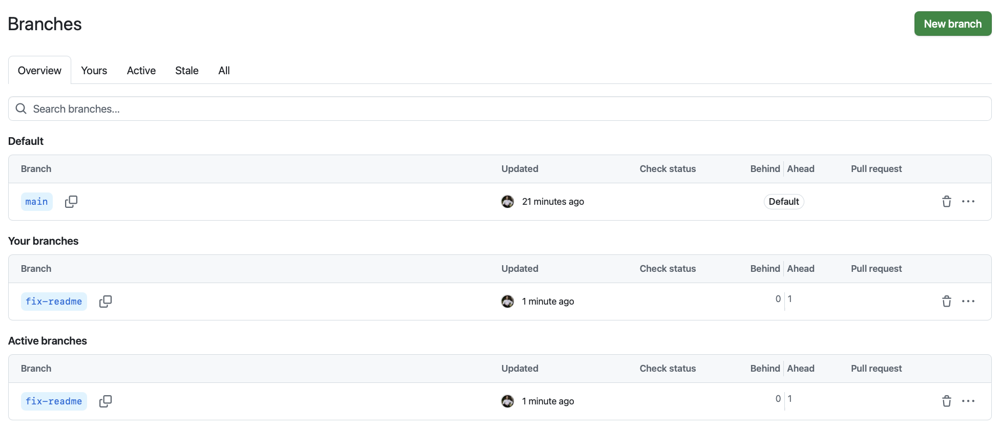 Branches
New branch
Overview Yours Active Stale All
Search branches...
Default
Branch Updated Check status Behind Ahead Pull request
main 21 minutes ago Default
Your branches
Branch Updated Check status Behind Ahead Pull request
fix-readme 1 minute ago 0 1
Active branches
Branch Updated Check status Behind Ahead Pull request
fix-readme 1 minute ago 0 1